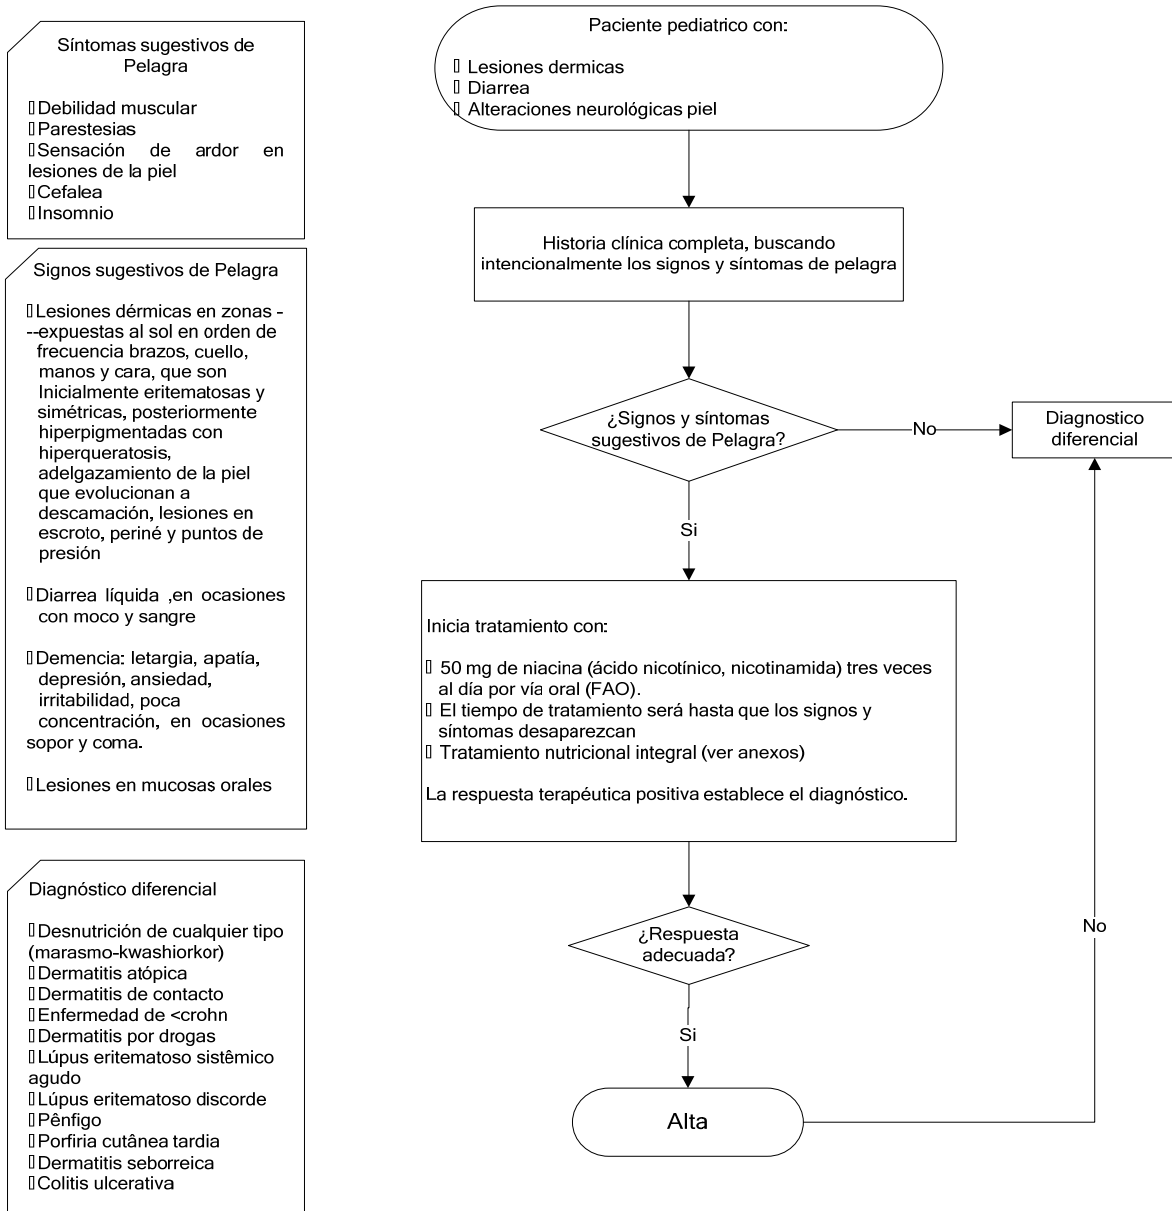 Síntomas sugestivos de
Pelagra
Debilidad muscular
Parestesias
Sensación de ardor en
lesiones de la piel
Cefalea
Insomnio
Signos sugestivos de Pelagra
Lesiones dérmicas en zonas -
--expuestas al sol en orden de
frecuencia brazos, cuello,
manos y cara, que son
Inicialmente eritematosas y
simétricas, posteriormente
hiperpigmentadas con
hiperqueratosis,
adelgazamiento de la piel
que evolucionan a
descamación, lesiones en
escroto, periné y puntos de
presión
Diarrea líquida ,en ocasiones
con moco y sangre
Demencia: letargia, apatía,
depresión, ansiedad,
irritabilidad, poca
concentración, en ocasiones
sopor y coma.
Lesiones en mucosas orales
Diagnóstico diferencial
Desnutrición de cualquier tipo
(marasmo-kwashiorkor)
Dermatitis atópica
Dermatitis de contacto
Enfermedad de <crohn
Dermatitis por drogas
Lúpus eritematoso sistêmico
agudo
Lúpus eritematoso discorde
Pênfigo
Porfiria cutânea tardia
Dermatitis seborreica
Colitis ulcerativa
Paciente pediatrico con:
Lesiones dermicas
Diarrea
Alteraciones neurológicas piel
Historia clínica completa, buscando
intencionalmente los signos y síntomas de pelagra
¿Signos y síntomas
sugestivos de Pelagra?
No
Diagnostico
diferencial
Si
Inicia tratamiento con:
50 mg de niacina (ácido nicotínico, nicotinamida) tres veces
al día por vía oral (FAO).
El tiempo de tratamiento será hasta que los signos y
síntomas desaparezcan
Tratamiento nutricional integral (ver anexos)
La respuesta terapéutica positiva establece el diagnóstico.
¿Respuesta
adecuada?
No
Si
Alta